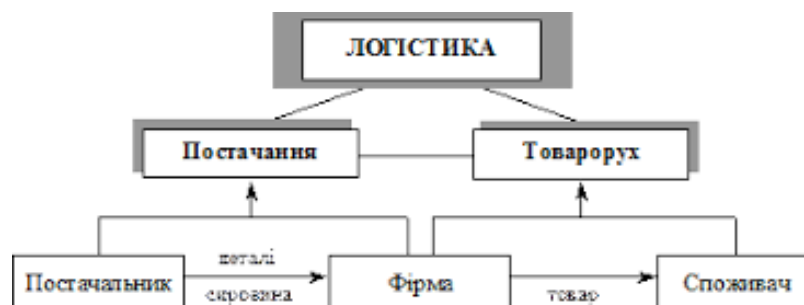 ЛОГІСТИКА
Постачання
Товарорух
деталі
Постачальник
Фірма
Споживач
сировина
товар